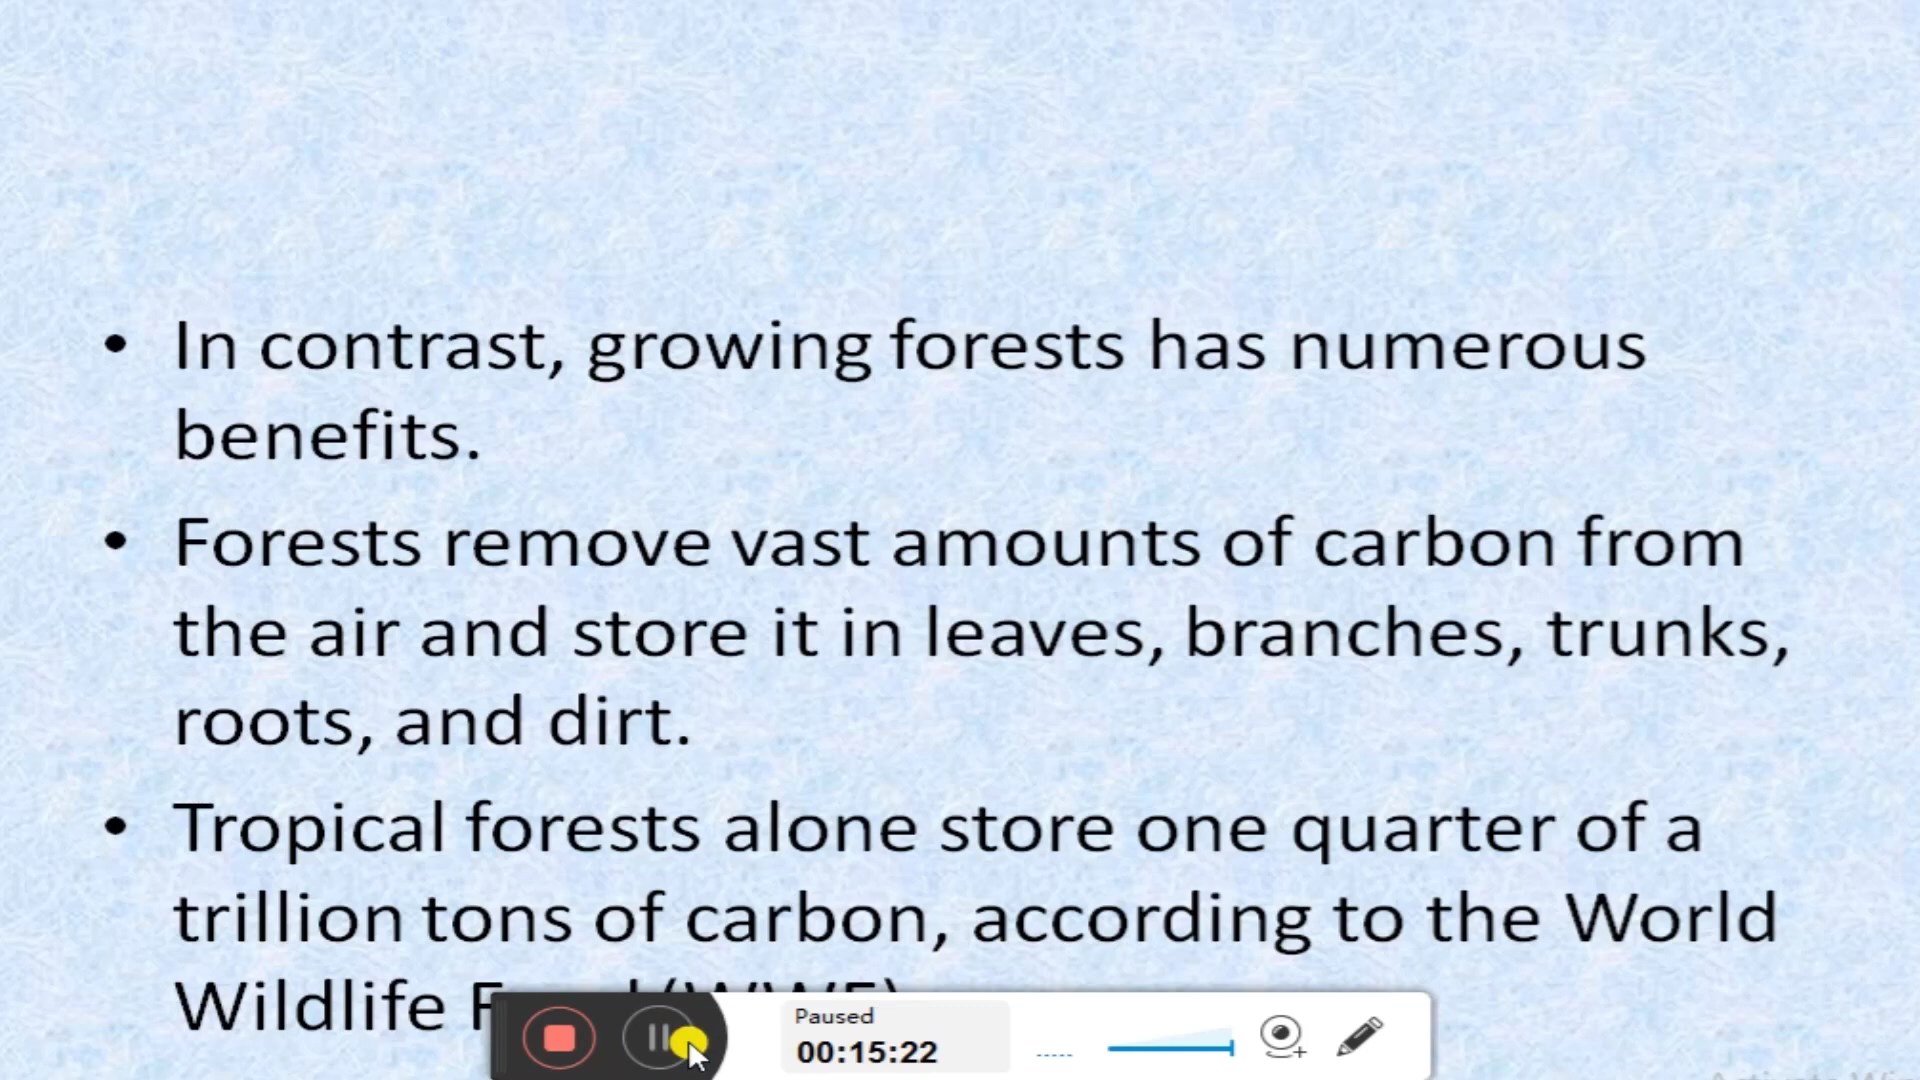 • In contrast, growing forests has numerous
benefits.
• Forests remove vast amounts of carbon from
the air and store it in leaves, branches, trunks,
roots, and dirt.
• Tropical forests alone store one quarter of a
trillion tons of carbon, according to the World
Wildlife
Paused
00:15:22